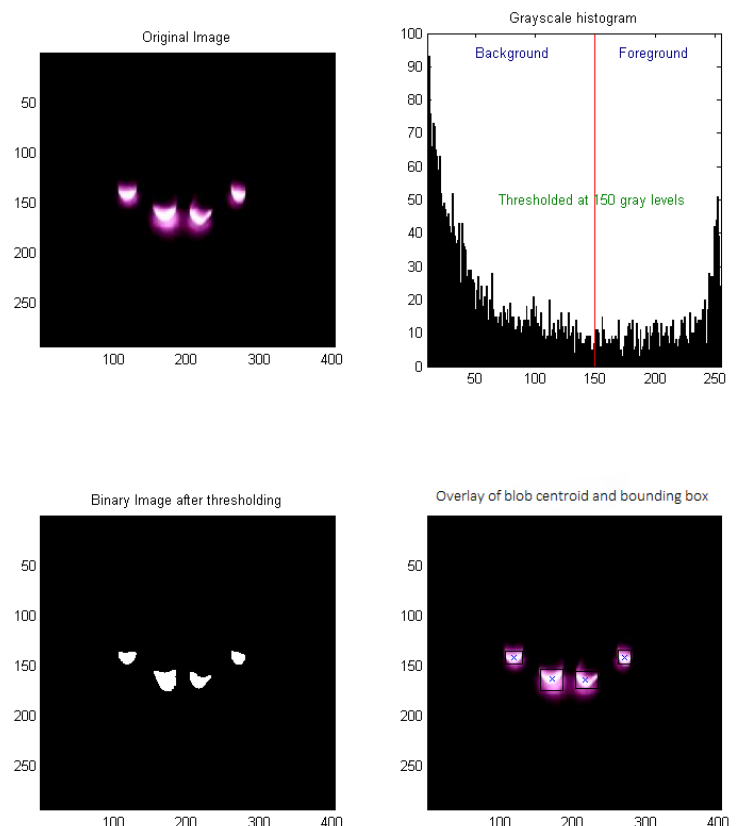 Original Image
50
100
150
200
250
100 200 300 400
Grayscale histogram
100
90
80
70
60
50
40
30
20
10
0
Background Foreground
Thresholded at 150 gray levels
50 100 150 200 250
Binary Image after thresholding
50
100
150
200
250
100 200 300 400
Overlay of blob centroid and bounding box
50
100
150
200
250
100 200 300 400